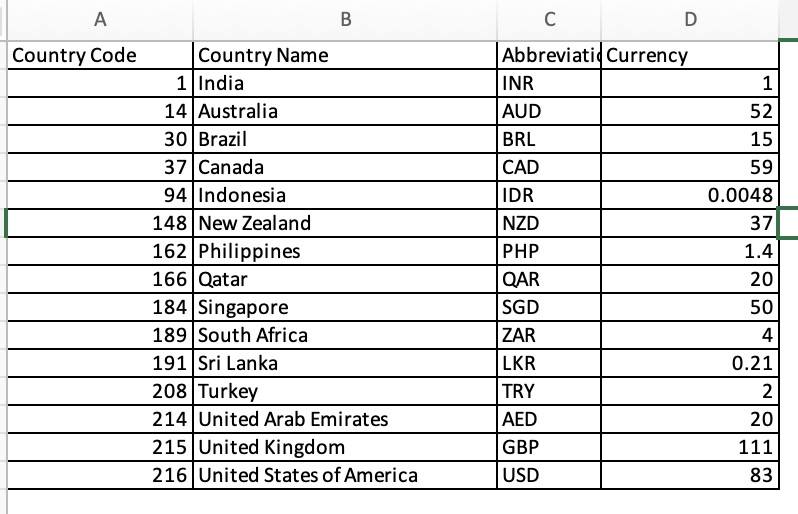 A B C D
Country Code Country Name Abbreviati Currency
1 India INR 1
14 Australia AUD 52
30 Brazil BRL 15
37 Canada CAD 59
94 Indonesia IDR 0.0048
148 New Zealand NZD 37
162 Philippines PHP 1.4
166 Qatar QAR 20
184 Singapore SGD 50
189 South Africa ZAR 4
191 Sri Lanka LKR 0.21
208 Turkey TRY 2
214 United Arab Emirates AED 20
215 United Kingdom GBP 111
216 United States of America USD 83